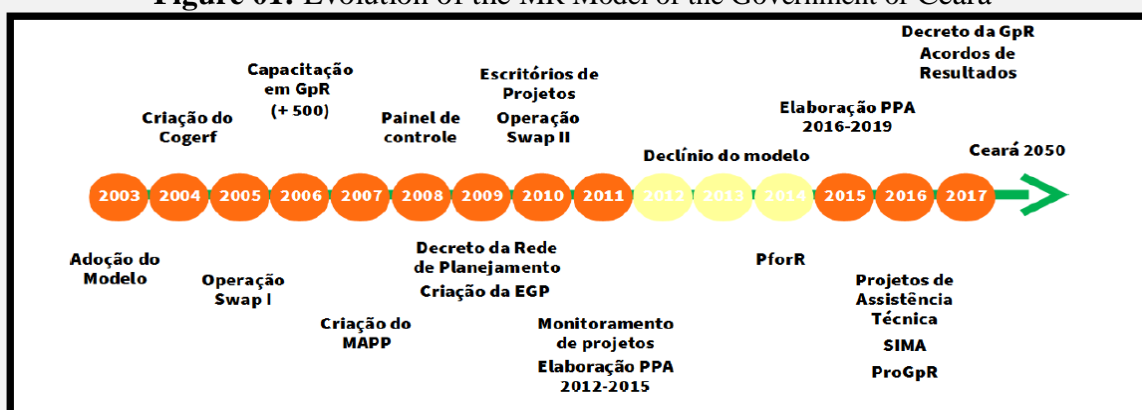 Figure 01: Evolution of the MR Model of the Government of Ceará
Decreto da GpR
Acordos de
Resultados
Capacitação
em GpR
(+ 500)
Escritórios de
Projetos
Operação
Swap II
Criação do
Cogerf
Painel de
controle
Elaboração PPA
2016-2019
Declínio do modelo
Ceará 2050
2003 2004 2005 2006 2007 2008 2009 2010 2011 2012 2013 2014 2015 2016 2017
Adoção do
Modelo
Operação
Swap I
Criação do
MAPP
Decreto da Rede
de Planejamento
Criação da EGP
Monitoramento
de projetos
Elaboração PPA
2012-2015
PforR
Projetos de
Assistência
Técnica
SIMA
ProGpR